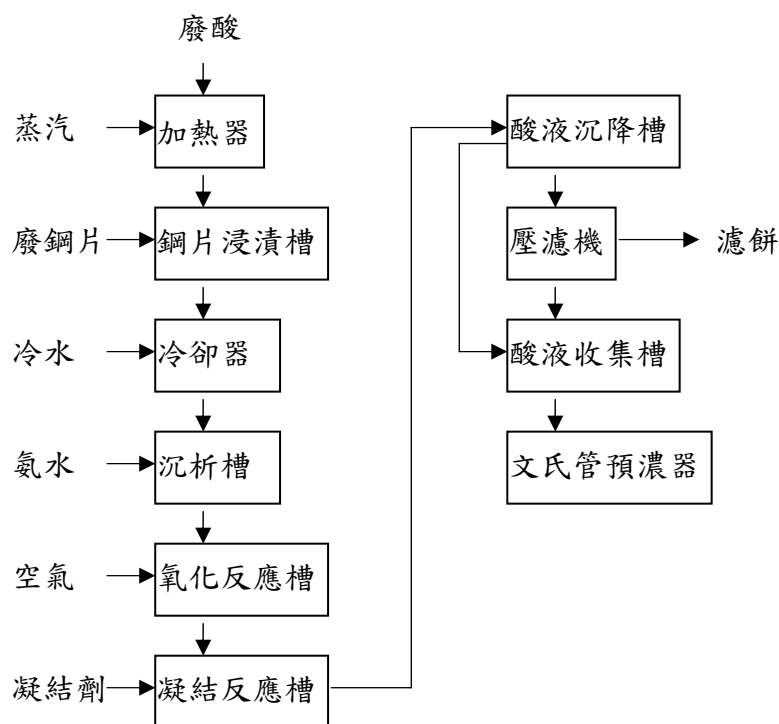 廢酸
蒸汽
加熱器
廢鋼片
鋼片浸漬槽
冷水
冷卻器
氨水
沉析槽
空氣
氧化反應槽
凝結劑
凝結反應槽
酸液沉降槽
壓濾機
濾餅
酸液收集槽
文氏管預濃器